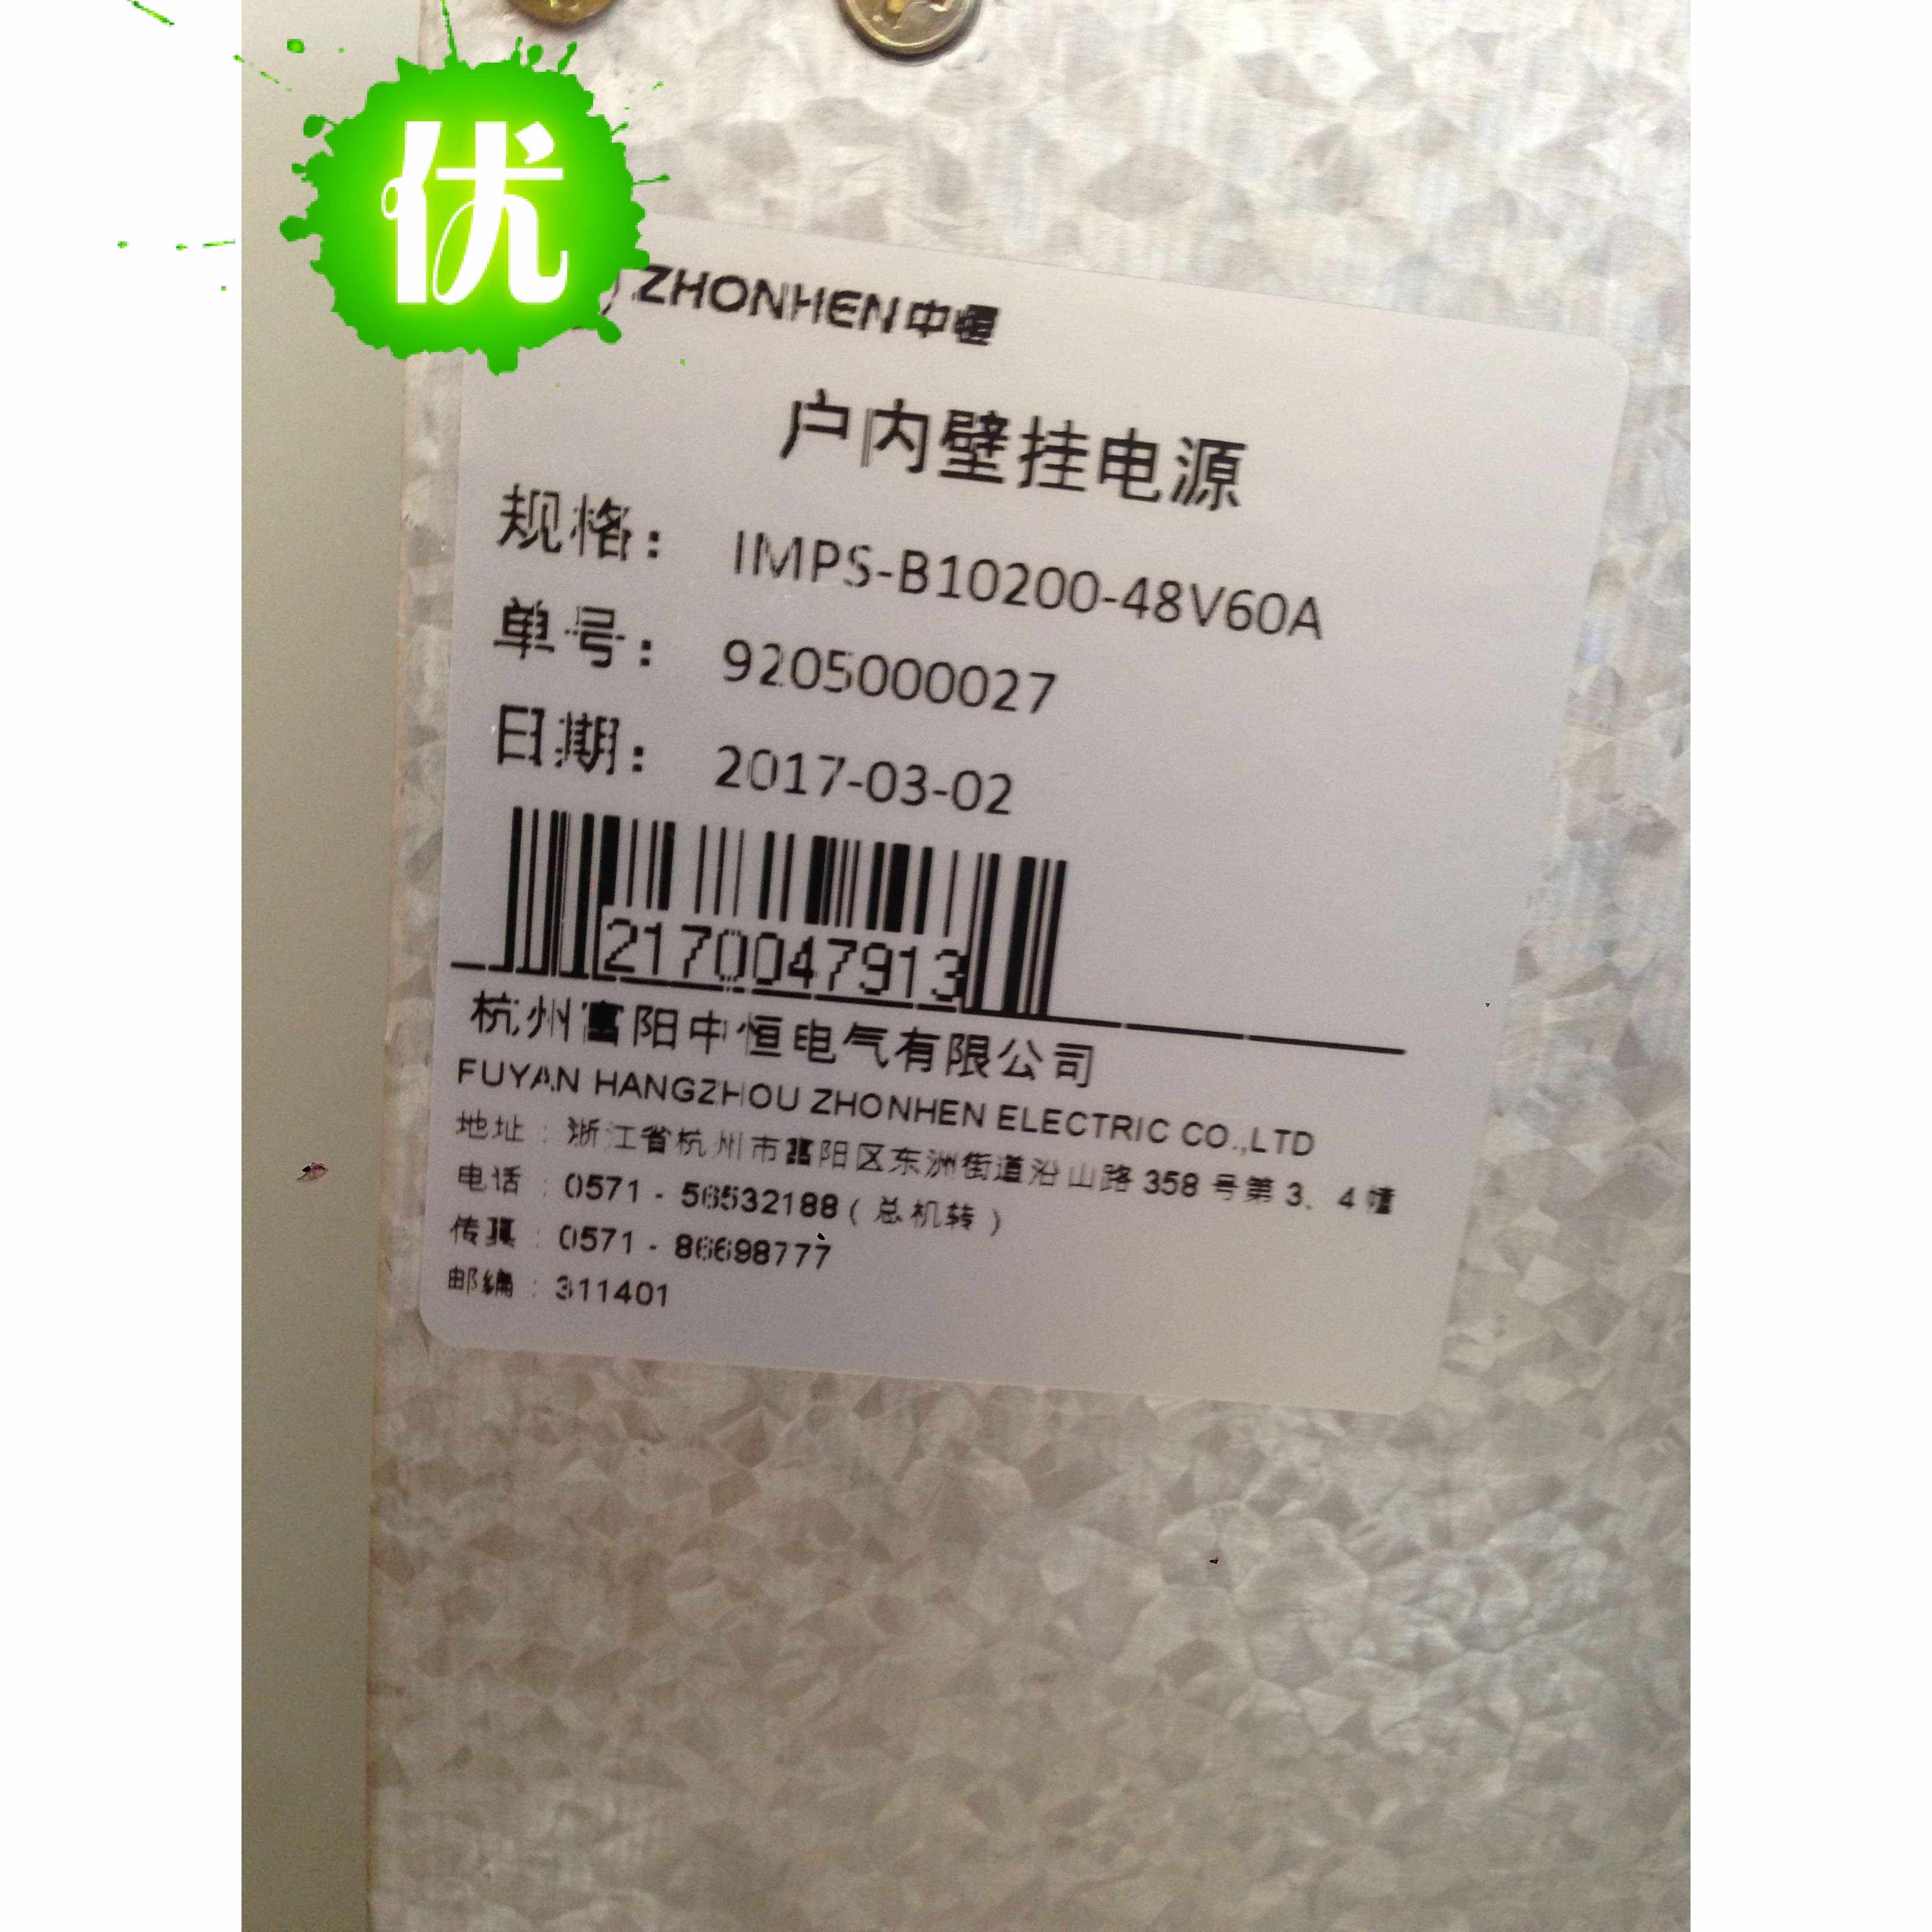 优
ZHONHEN中恒
户内壁挂电源
规格： IMPS-B10200-48V60A
单号： 9205000027
日期： 2017-03-02
2170047913
杭州富阳中恒电气有限公司
FUYAN HANGZHOU ZHONHEN ELECTRIC CO.,LTD
地址：浙江省杭州市富阳区东洲街道沿山路 358 号第 3、4 幢
电话：0571 - 56532188（总机转）
传真：0571 - 86698777
邮编：311401